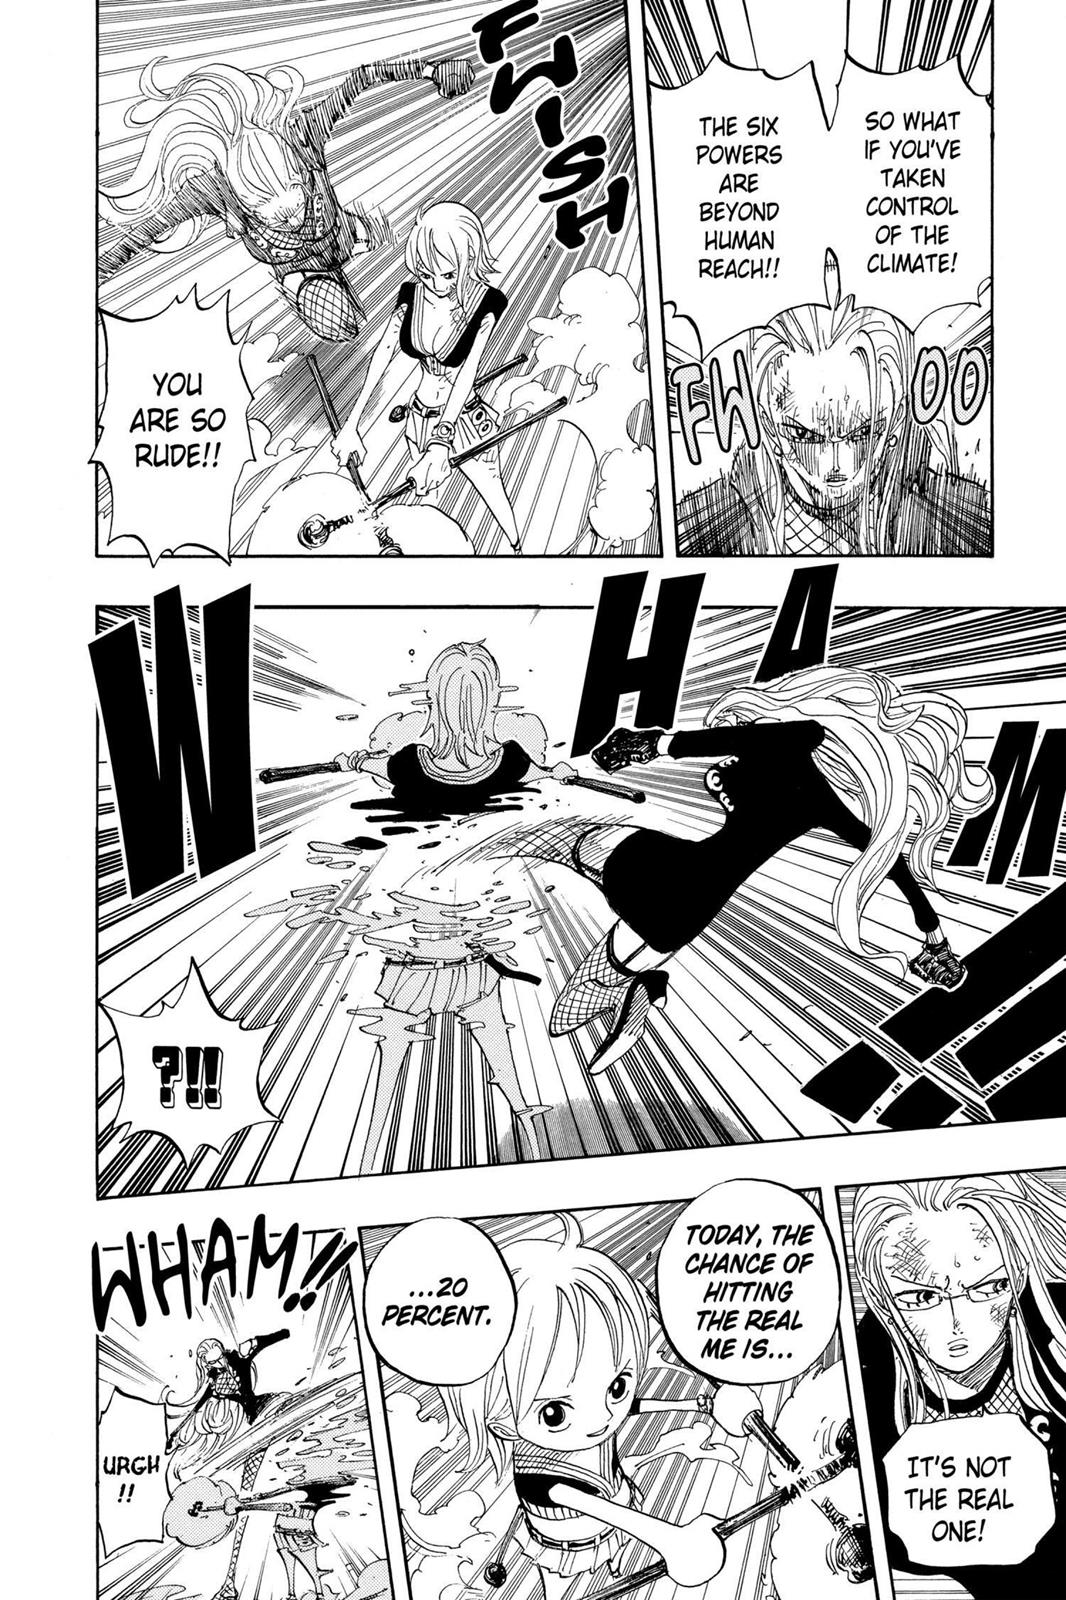 SO WHAT
IF YOU'VE
TAKEN
CONTROL
OF THE
CLIMATE!
THE SIX
POWERS
ARE
BEYOND
HUMAN
REACH!!
FWOOO
FWISH
YOU
ARE SO
RUDE!!
WHAM
?!!
IT'S NOT
THE REAL
ONE!
TODAY, THE
CHANCE OF
HITTING
THE REAL
ME IS...
...20
PERCENT.
WHAM!!
URGH
!!